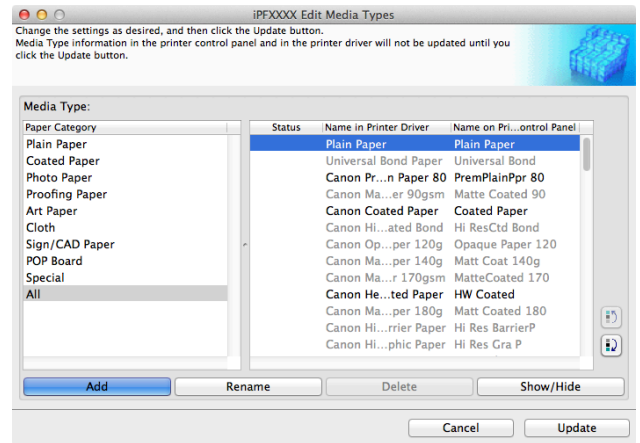 iPFXXXX Edit Media Types
Change the settings as desired, and then click the Update button.
Media Type information in the printer control panel and in the printer driver will not be updated until you
click the Update button.
Media Type:
Paper Category
Plain Paper
Coated Paper
Photo Paper
Proofing Paper
Art Paper
Cloth
Sign/CAD Paper
POP Board
Special
All
Status Name in Printer Driver Name on Pri...ontrol Panel
Plain Paper Plain Paper
Universal Bond Paper Universal Bond
Canon Pr...n Paper 80 PremPlainPpr 80
Canon Ma...er 90gsm Matte Coated 90
Canon Coated Paper Coated Paper
Canon Hi...ated Bond Hi ResCtd Bond
Canon Op...per 120g Opaque Paper 120
Canon Ma...per 140g Matt Coat 140g
Canon Ma...r 170gsm MatteCoated 170
Canon He...ted Paper HW Coated
Canon Ma...per 180g Matt Coated 180
Canon Hi...rrier Paper Hi Res BarrierP
Canon Hi...phic Paper Hi Res Gra P
Add Rename Delete Show/Hide
Cancel Update